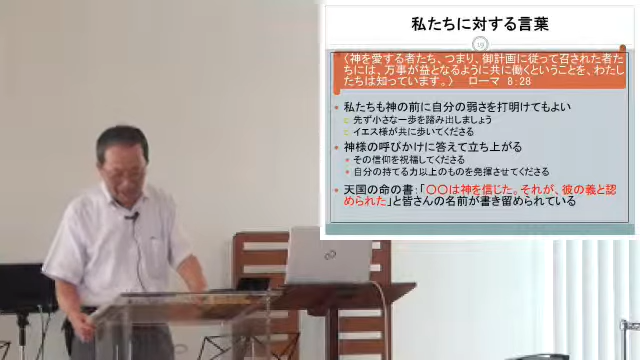 私たちに対する言葉
19
〈神を愛する者たち、つまり、御計画に従って召された者た
ちには、万事が益となるように共に働くということを、わたし
たちは知っています。〉 ローマ 8:28
私たちも神の前に自分の弱さを打明けてもよい
先ず小さな一歩を踏み出しましょう
イエス様が共に歩いてくださる
神様の呼びかけに答えて立ち上がる
その信仰を祝福してくださる
自分の持てる力以上のものを発揮させてくださる
天国の命の書:「〇〇は神を信じた。それが、彼の義と認
められた」と皆さんの名前が書き留められている